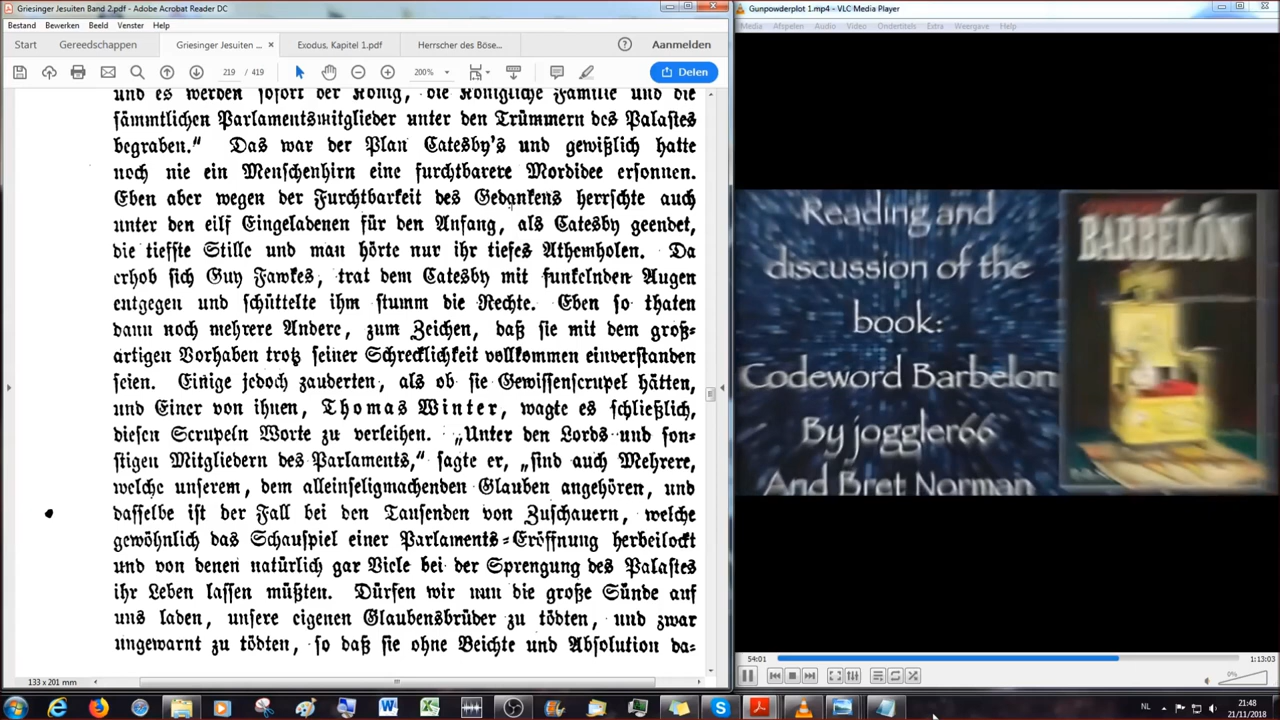 Griesinger Jesuiten Band 2.pdf - Adobe Acrobat Reader DC
Bestand Bewerken Beeld Venster Help
Start Gereedschappen Griesinger Jesuiten ... × Exodus. Kapitel 1.pdf Herrscher des Böse... Aanmelden
219 / 419 200% Delen
und es werden sofort der König, die Königliche Familie und die
sämmtlichen Parlamentsmitglieder unter den Trümmern des Palastes
begraben.“ Das war der Plan Catesby's und gewißlich hatte
noch nie ein Menschenhirn eine furchtbarere Mordidee ersonnen.
Eben aber wegen der Furchtbarkeit des Gedankens herrschte auch
unter den eilf Eingeladenen für den Anfang, als Catesby geendet,
die tiefste Stille und man hörte nur ihr tiefes Athemholen. Da
erhob sich Guy Fawkes, trat dem Catesby mit funkelnden Augen
entgegen und schüttelte ihm stumm die Rechte. Eben so thaten
dann noch mehrere Andere, zum Zeichen, daß sie mit dem groß-
artigen Vorhaben trotz seiner Schrecklichkeit vollkommen einverstanden
seien. Einige jedoch zauderten, als ob sie Gewissensscrupel hätten,
und Einer von ihnen, Thomas Winter, wagte es schließlich,
diesen Scrupeln Worte zu verleihen. „Unter den Lords und son-
stigen Mitgliedern des Parlaments,“ sagte er, „sind auch Mehrere,
welche unserem, dem alleinseligmachenden Glauben angehören, und
dasselbe ist der Fall bei den Tausenden von Zuschauern, welche
gewöhnlich das Schauspiel einer Parlaments-Eröffnung herbeilockt
und von denen natürlich gar Viele bei der Sprengung des Palastes
ihr Leben lassen müßten. Dürfen wir nun die große Sünde auf
uns laden, unsere eigenen Glaubensbrüder zu tödten, und zwar
ungewarnt zu tödten, so daß sie ohne Beichte und Absolution da-
133 x 201 mm
Gunpowderplot 1.mp4 - VLC Media Player
Media Afspelen Audio Video Ondertitels Extra Weergave Help
Reading and
discussion of the
book:
Codeword Barbelon
By joggler66
And Bret Norman
BARBELÓN
54:01 1:13:03
0%
NL 21:48
21/11/2018